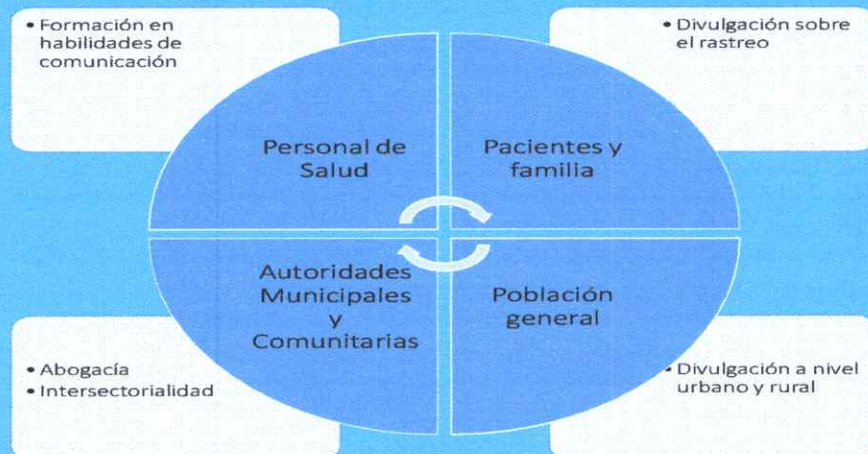 • Formación en
habilidades de
comunicación
• Divulgación sobre
el rastreo
Personal de
Salud
Pacientes y
familia
Autoridades
Municipales
y
Comunitarias
Población
general
• Abogacía
• Intersectorialidad
• Divulgación a nivel
urbano y rural